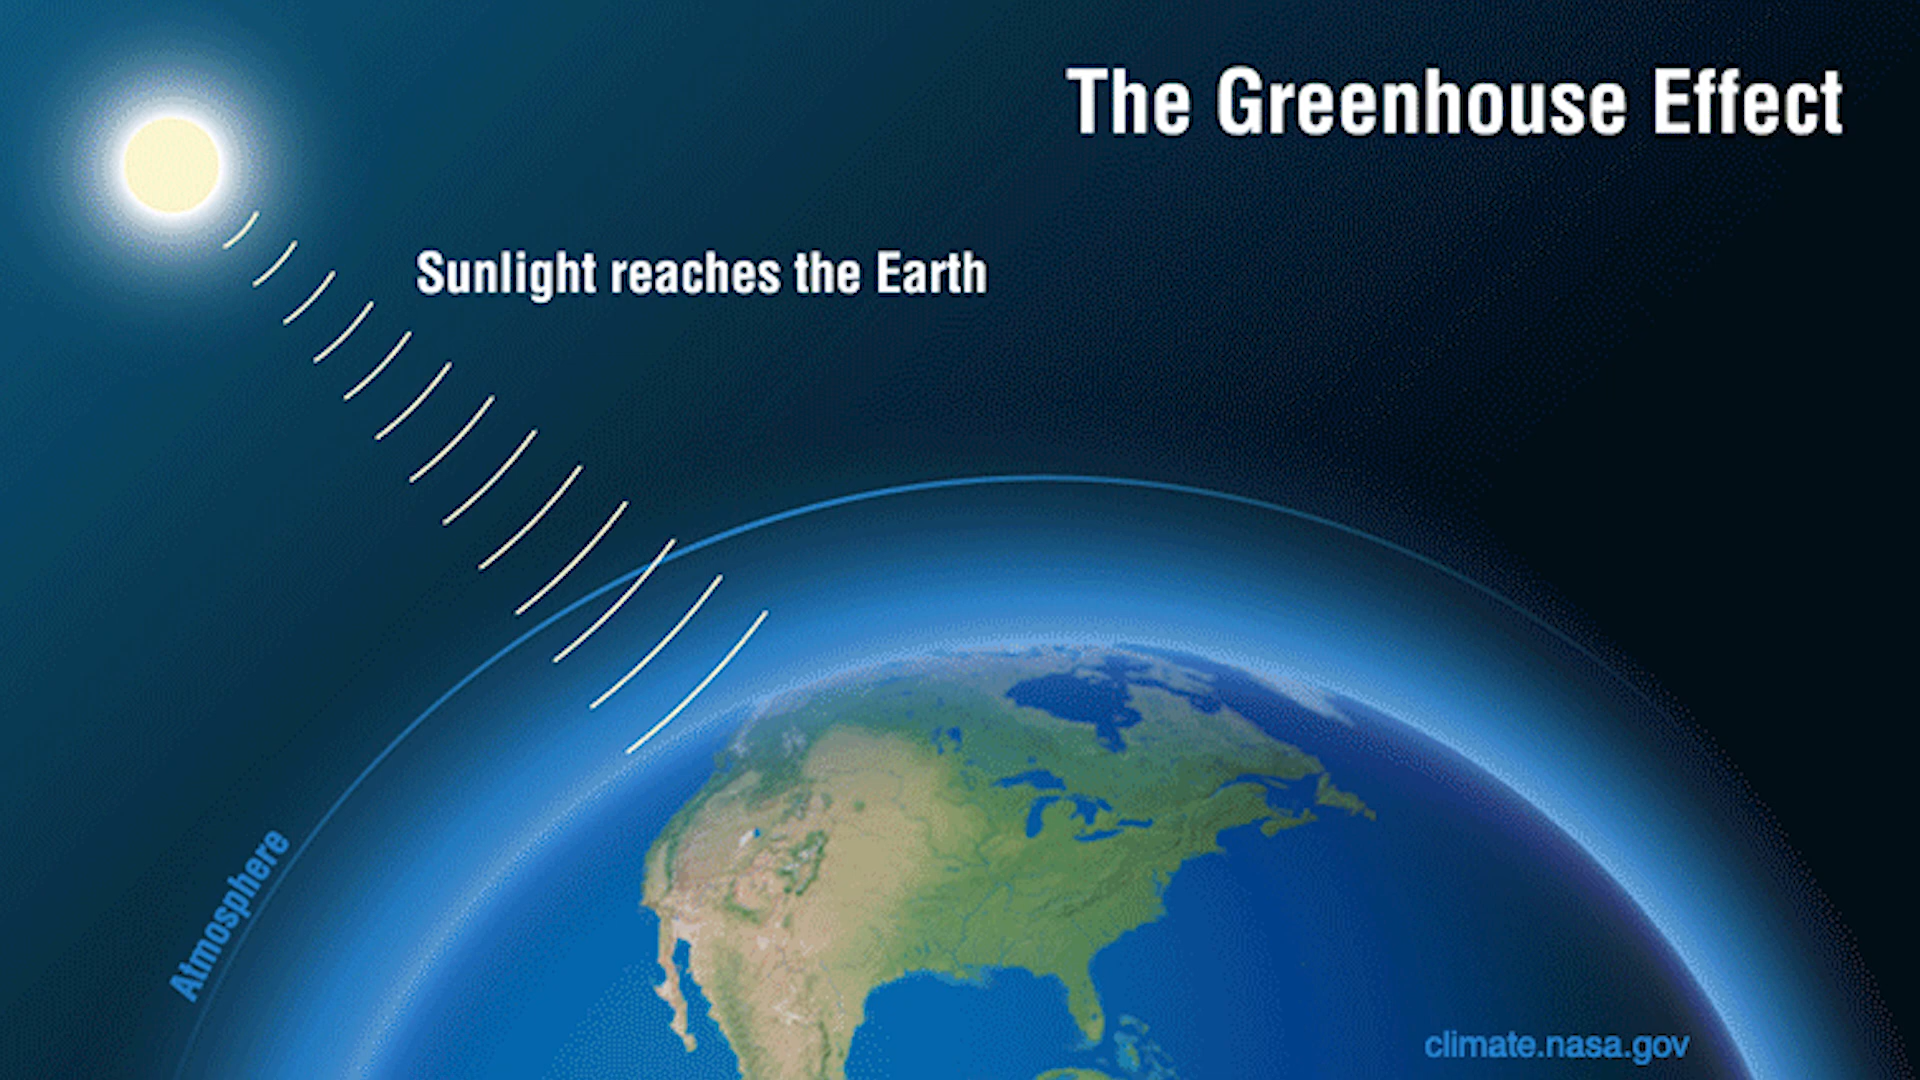 The Greenhouse Effect
Sunlight reaches the Earth
Atmosphere
climate.nasa.gov